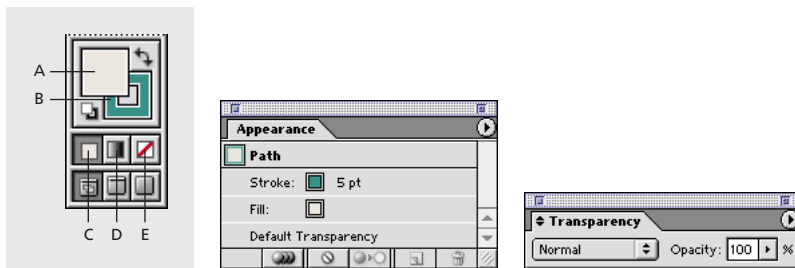 A
B
C D E
Appearance
Path
Stroke: 5 pt
Fill:
Default Transparency
Transparency
Normal Opacity: 100 %